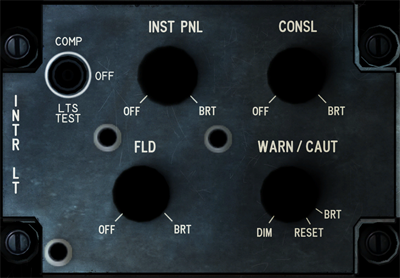 INTR LT
COMP
OFF
LTS
TEST
INST PNL
OFF BRT
CONSL
OFF BRT
FLD
OFF BRT
WARN / CAUT
DIM RESET BRT